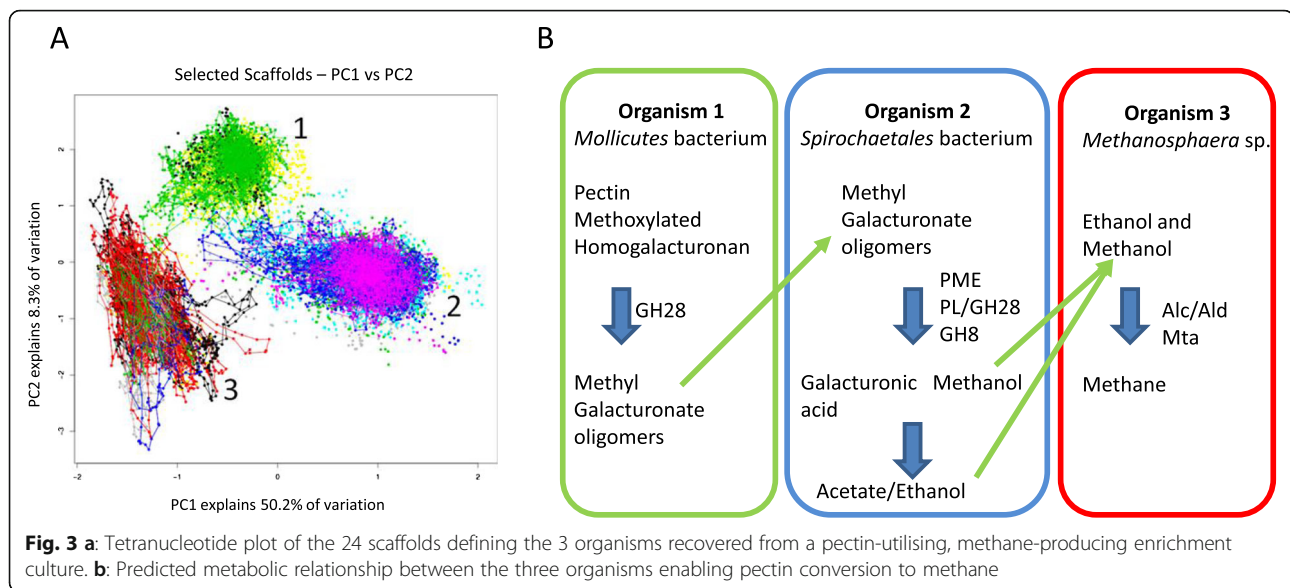 A
Selected Scaffolds – PC1 vs PC2
PC2 explains 8.3% of variation
2
1
0
-1
-2
-3
1
2
3
-2
-1
0
1
2
PC1 explains 50.2% of variation
B
Organism 1
Mollicutes bacterium
Pectin
Methoxylated
Homogalacturonan
GH28
Methyl
Galacturonate
oligomers
Organism 2
Spirochaetales bacterium
Methyl
Galacturonate
oligomers
PME
PL/GH28
GH8
Galacturonic
acid
Methanol
Acetate/Ethanol
Organism 3
Methanosphaera sp.
Ethanol and
Methanol
Alc/Ald
Mta
Methane
Fig. 3 a: Tetranucleotide plot of the 24 scaffolds defining the 3 organisms recovered from a pectin-utilising, methane-producing enrichment
culture. b: Predicted metabolic relationship between the three organisms enabling pectin conversion to methane